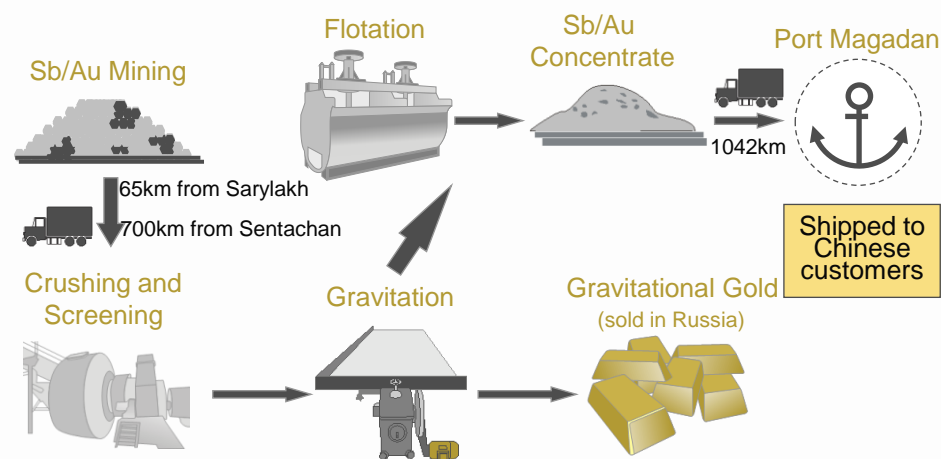 Flotation
Sb/Au
Concentrate
Port Magadan
Sb/Au Mining
1042km
65km from Sarylakh
700km from Sentachan
Shipped to
Chinese
customers
Crushing and
Screening
Gravitation
Gravitational Gold
(sold in Russia)